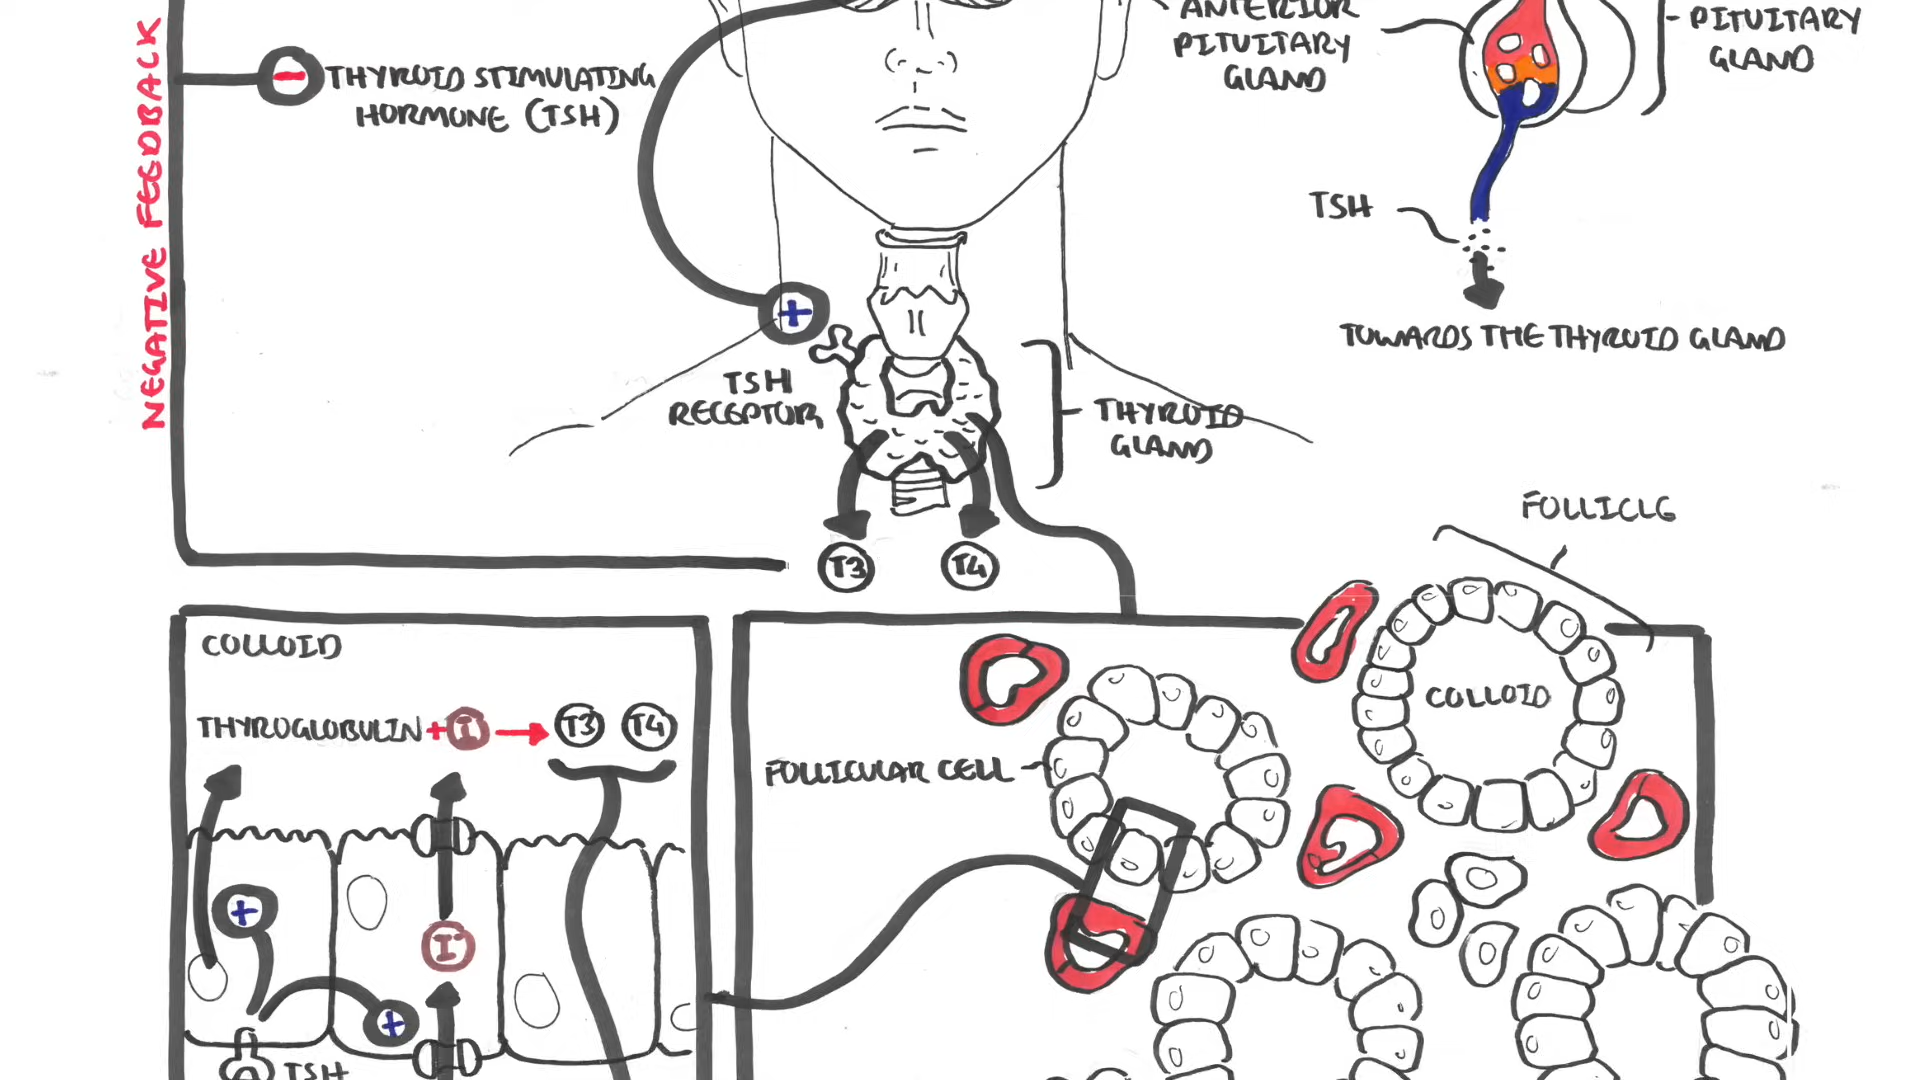 ANTERIOR
PITUITARY
GLAND
PITUITARY
GLAND
NEGATIVE FEEDBACK
THYROID STIMULATING
HORMONE (TSH)
TSH
TOWARDS THE THYROID GLAND
+
TSH
RECEPTOR
THYROID
GLAND
T3 T4
FOLLICLE
COLLOID
THYROGLOBULIN + I → T3 T4
COLLOID
FOLLICULAR CELL
+
I-
+
TSH